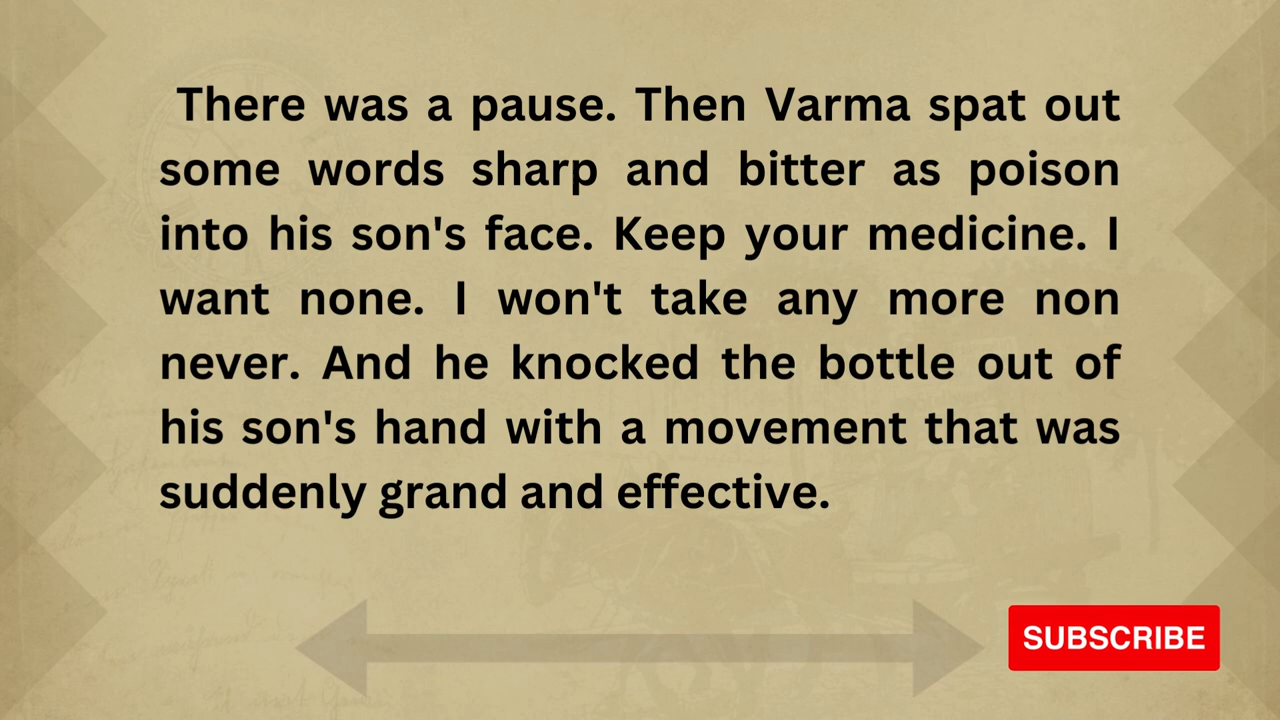 There was a pause. Then Varma spat out
some words sharp and bitter as poison
into his son's face. Keep your medicine. I
want none. I won't take any more non
never. And he knocked the bottle out of
his son's hand with a movement that was
suddenly grand and effective.
SUBSCRIBE